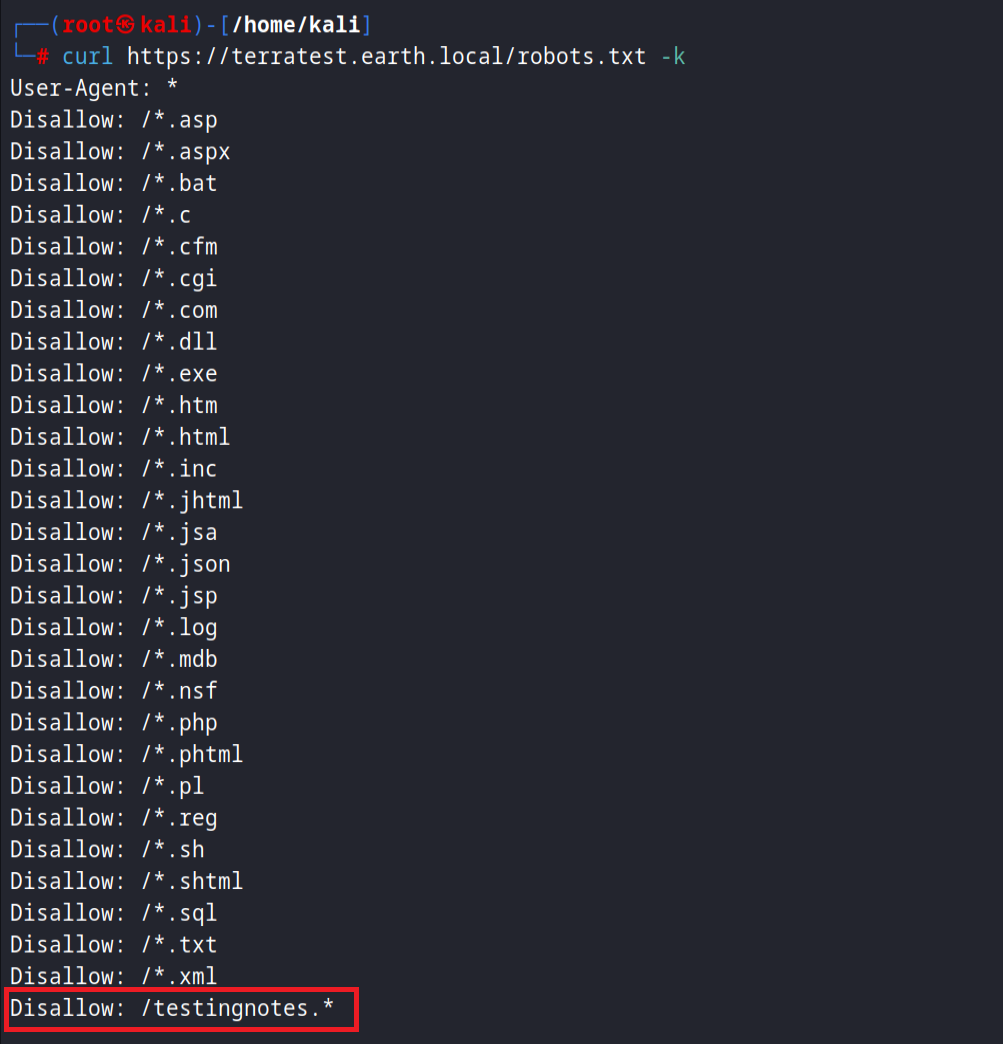 ┌──(root㉿kali)-[/home/kali]
└─# curl https://terratest.earth.local/robots.txt -k
User-Agent: *
Disallow: /*.asp
Disallow: /*.aspx
Disallow: /*.bat
Disallow: /*.c
Disallow: /*.cfm
Disallow: /*.cgi
Disallow: /*.com
Disallow: /*.dll
Disallow: /*.exe
Disallow: /*.htm
Disallow: /*.html
Disallow: /*.inc
Disallow: /*.jhtml
Disallow: /*.jsa
Disallow: /*.json
Disallow: /*.jsp
Disallow: /*.log
Disallow: /*.mdb
Disallow: /*.nsf
Disallow: /*.php
Disallow: /*.phtml
Disallow: /*.pl
Disallow: /*.reg
Disallow: /*.sh
Disallow: /*.shtml
Disallow: /*.sql
Disallow: /*.txt
Disallow: /*.xml
Disallow: /testingnotes.*